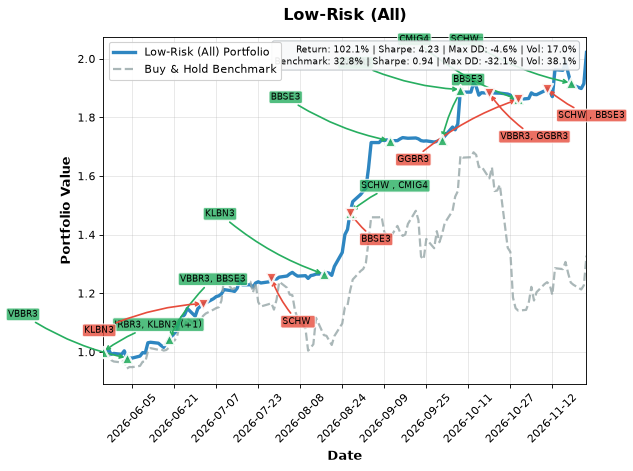 Low-Risk (All)
CMIG4
SCHW
Low-Risk (All) Portfolio
Buy & Hold Benchmark
Return: 102.1% | Sharpe: 4.23 | Max DD: -4.6% | Vol: 17.0%
Benchmark: 32.8% | Sharpe: 0.94 | Max DD: -32.1% | Vol: 38.1%
BBSE3
BBSE3
SCHW , BBSE3
VBBR3, GGBR3
GGBR3
SCHW , CMIG4
KLBN3
BBSE3
VBBR3, BBSE3
VBBR3
KLBN3
RBR3, KLBN3 (+1)
SCHW
2.0
1.8
1.6
1.4
1.2
1.0
Portfolio Value
2026-06-05
2026-06-21
2026-07-07
2026-07-23
2026-08-08
2026-08-24
2026-09-09
2026-09-25
2026-10-11
2026-10-27
2026-11-12
Date